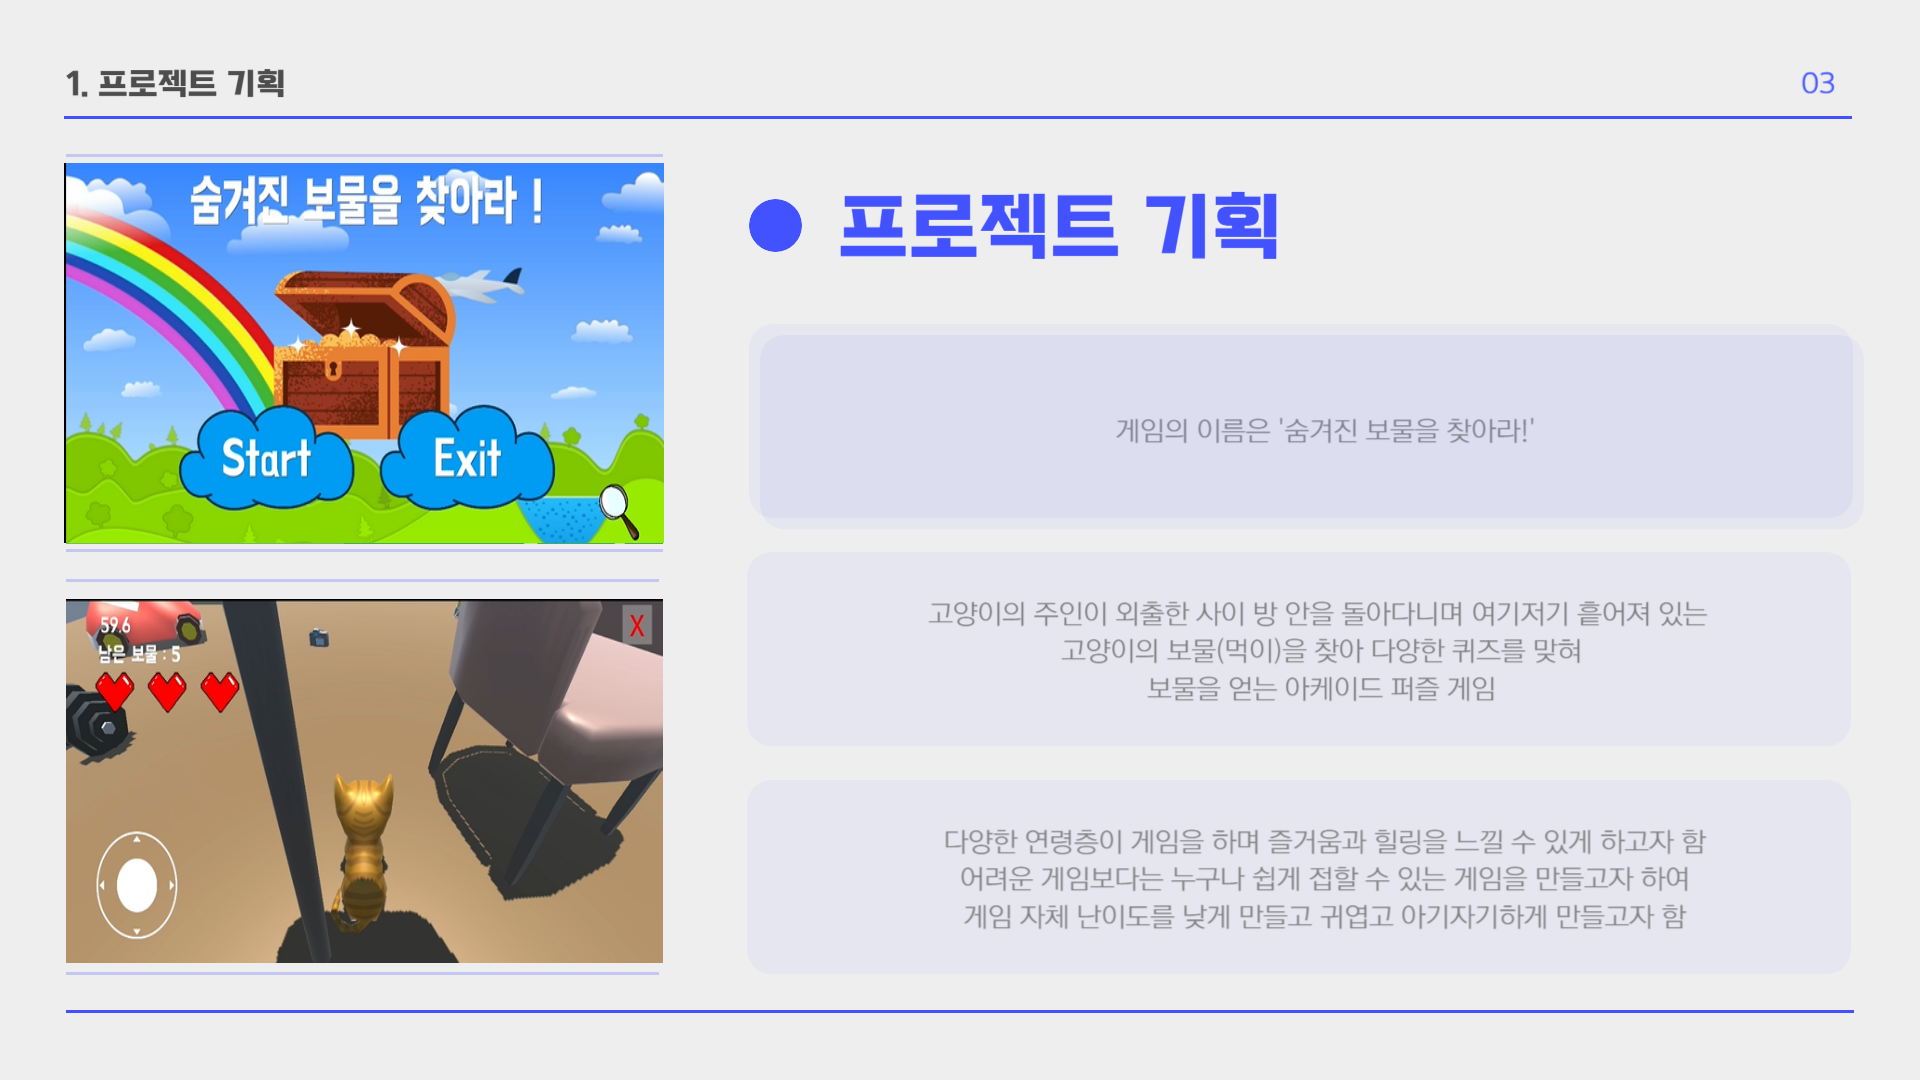 1. 프로젝트 기획
03
숨겨진 보물을 찾아라 !
Start
Exit
59.6
남은 보물 : 5
X
프로젝트 기획
게임의 이름은 '숨겨진 보물을 찾아라!'
고양이의 주인이 외출한 사이 방 안을 돌아다니며 여기저기 흩어져 있는
고양이의 보물(먹이)을 찾아 다양한 퀴즈를 맞혀
보물을 얻는 아케이드 퍼즐 게임
다양한 연령층이 게임을 하며 즐거움과 힐링을 느낄 수 있게 하고자 함
어려운 게임보다는 누구나 쉽게 접할 수 있는 게임을 만들고자 하여
게임 자체 난이도를 낮게 만들고 귀엽고 아기자기하게 만들고자 함